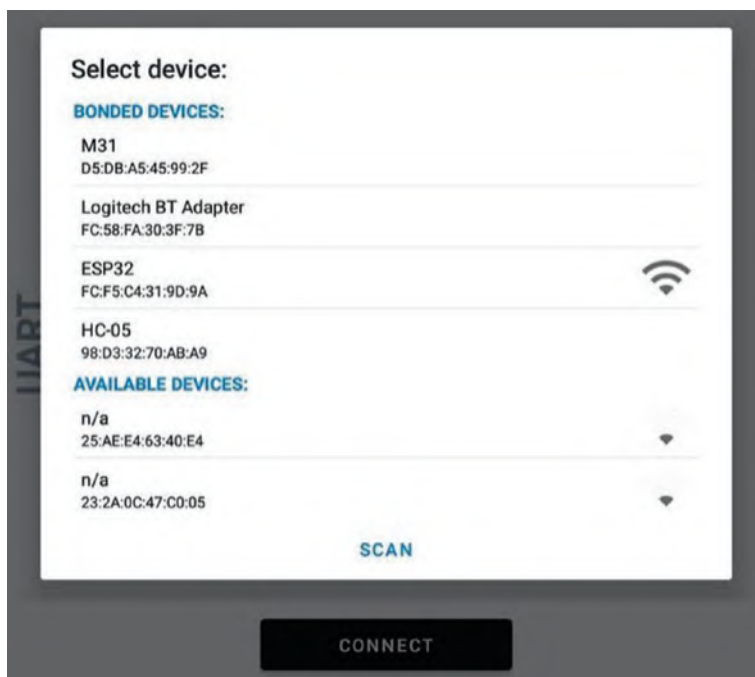 Select device:
BONDED DEVICES:
M31
D5:DB:A5:45:99:2F
Logitech BT Adapter
FC:58:FA:30:3F:7B
ESP32
FC:F5:C4:31:9D:9A
HC-05
98:D3:32:70:AB:A9
AVAILABLE DEVICES:
n/a
25:AE:E4:63:40:E4
n/a
23:2A:0C:47:C0:05
SCAN
UART
CONNECT